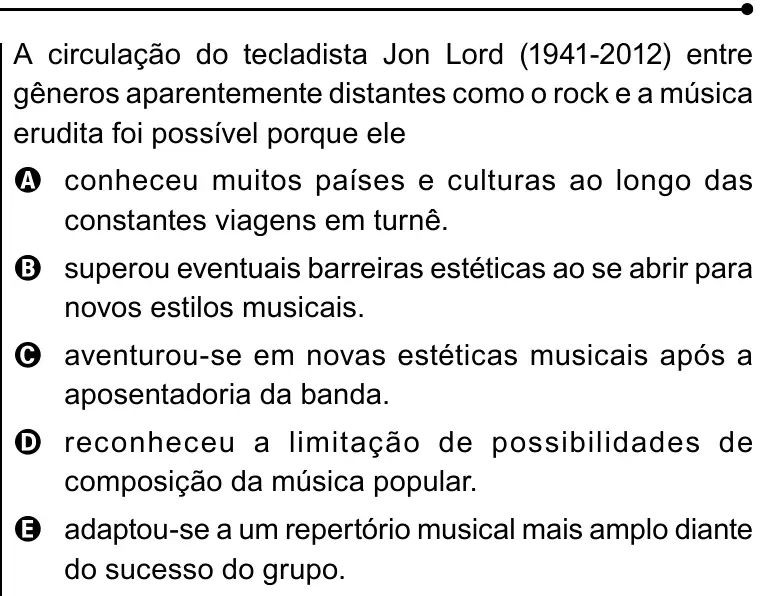 A circulação do tecladista Jon Lord (1941-2012) entre
gêneros aparentemente distantes como o rock e a música
erudita foi possível porque ele
A conheceu muitos países e culturas ao longo das
constantes viagens em turnê.
B superou eventuais barreiras estéticas ao se abrir para
novos estilos musicais.
C aventurou-se em novas estéticas musicais após a
aposentadoria da banda.
D reconheceu a limitação de possibilidades de
composição da música popular.
E adaptou-se a um repertório musical mais amplo diante
do sucesso do grupo.